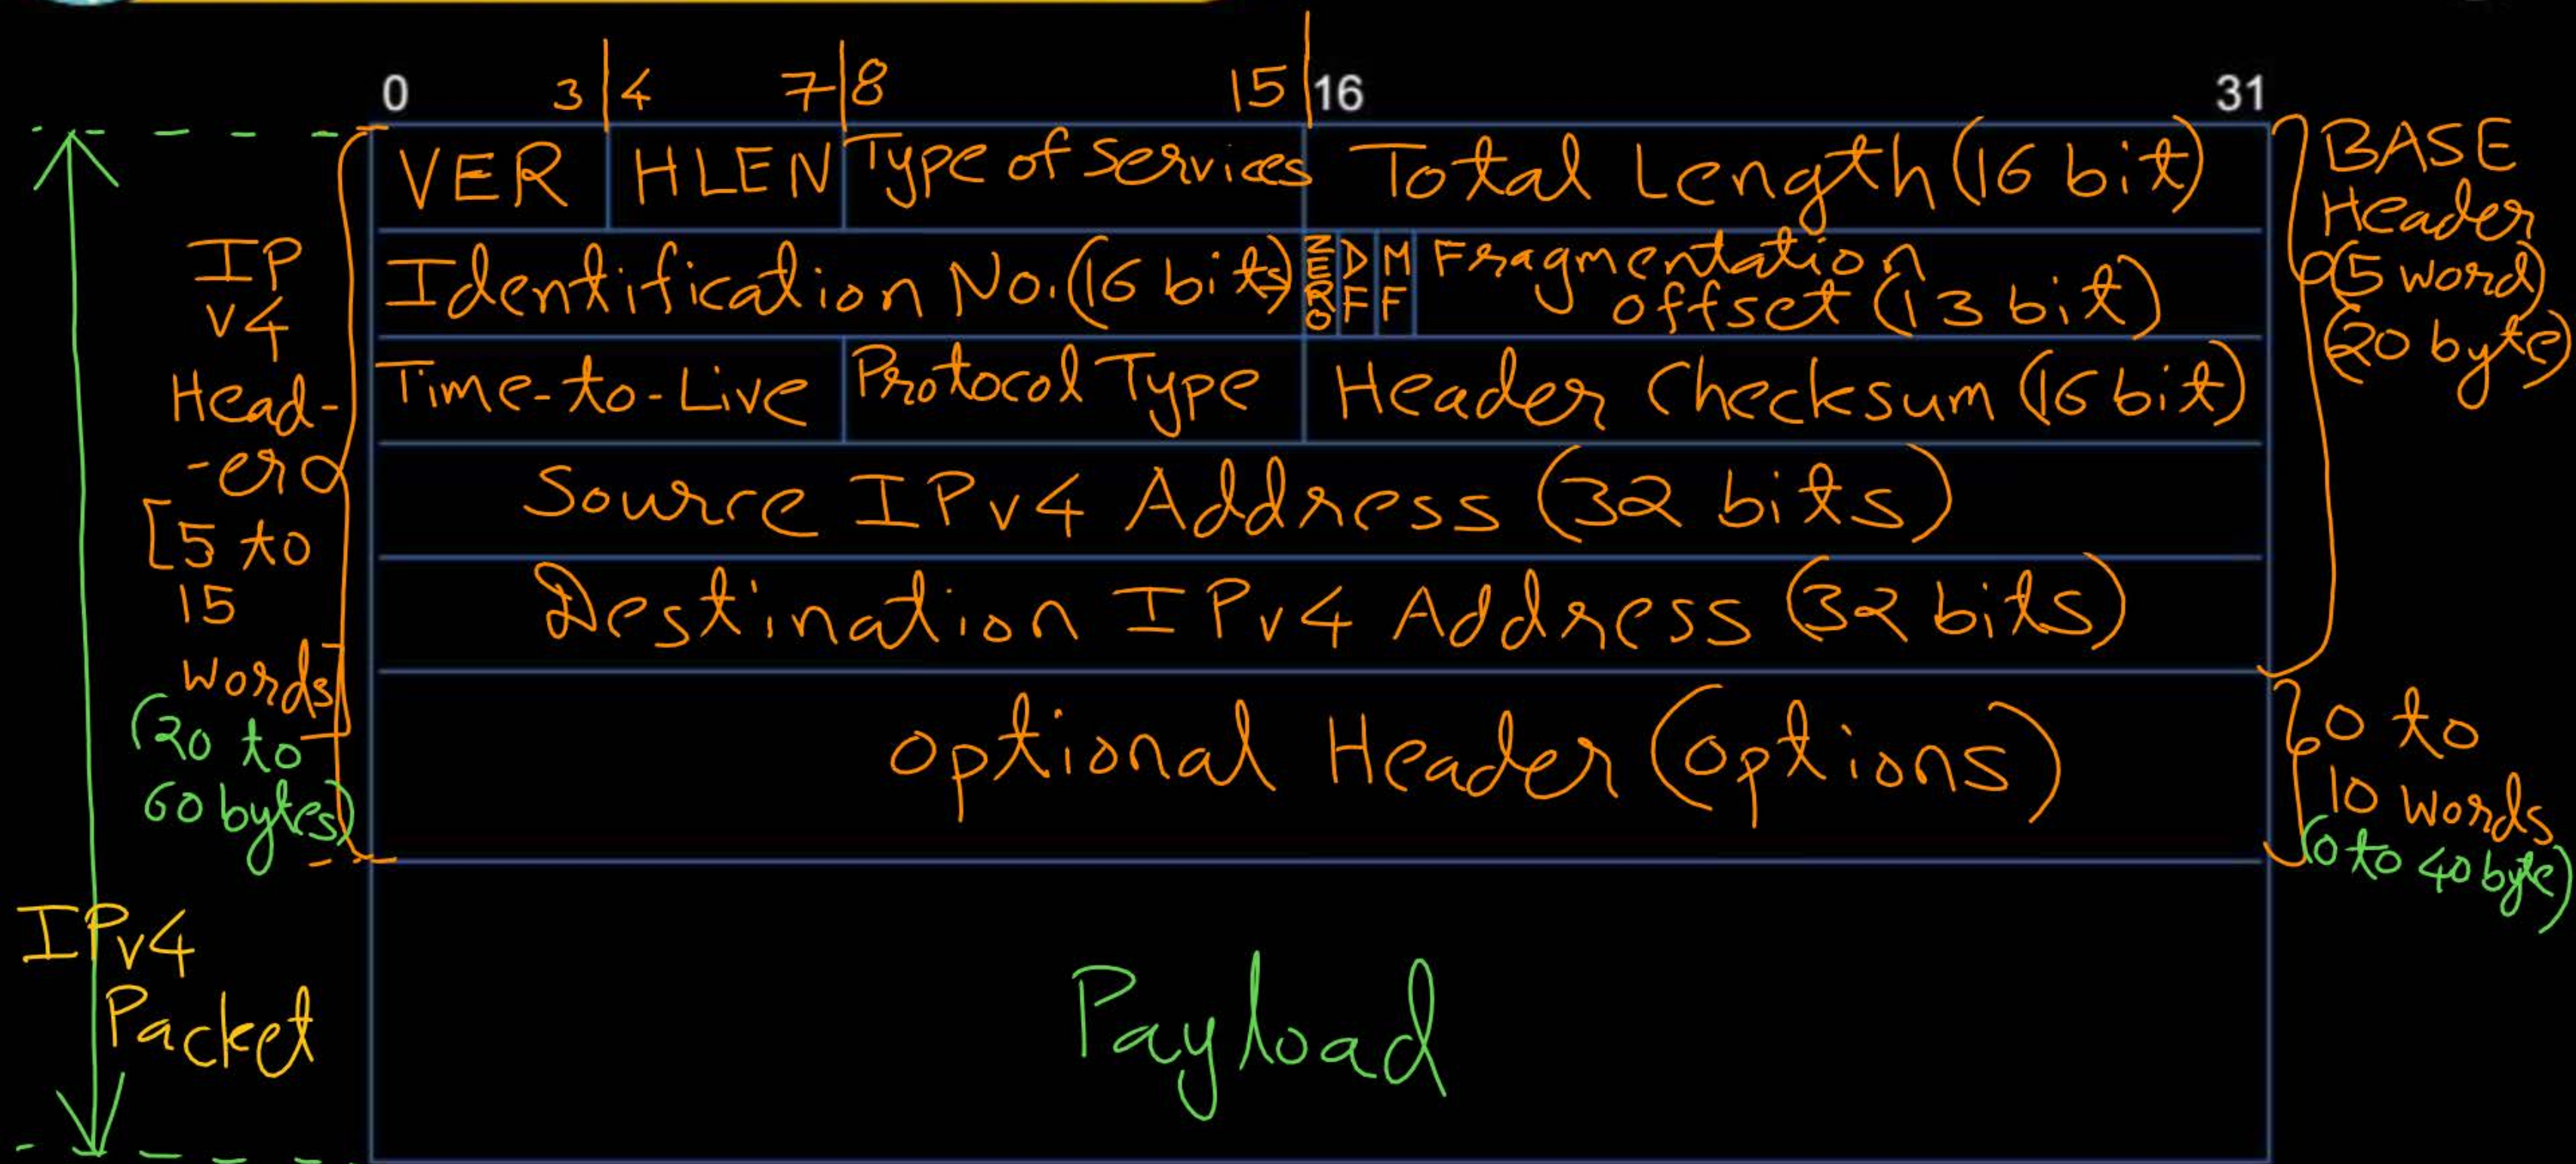 0 3 4 7 8 15 16 31
VER HLEN Type of Services Total Length (16 bit)
Identification No. (16 bits) ZERO DF MF Fragmentation
offset (13 bit)
Time-to-Live Protocol Type Header Checksum (16 bit)
Source IPv4 Address (32 bits)
Destination IPv4 Address (32 bits)
Optional Header (options)
Payload
IP
v4
Head-
-er
[5 to
15
words]
(20 to
60 bytes)
IPv4
Packet
BASE
Header
(5 word)
(20 byte)
0 to
10 words
(0 to 40 byte)